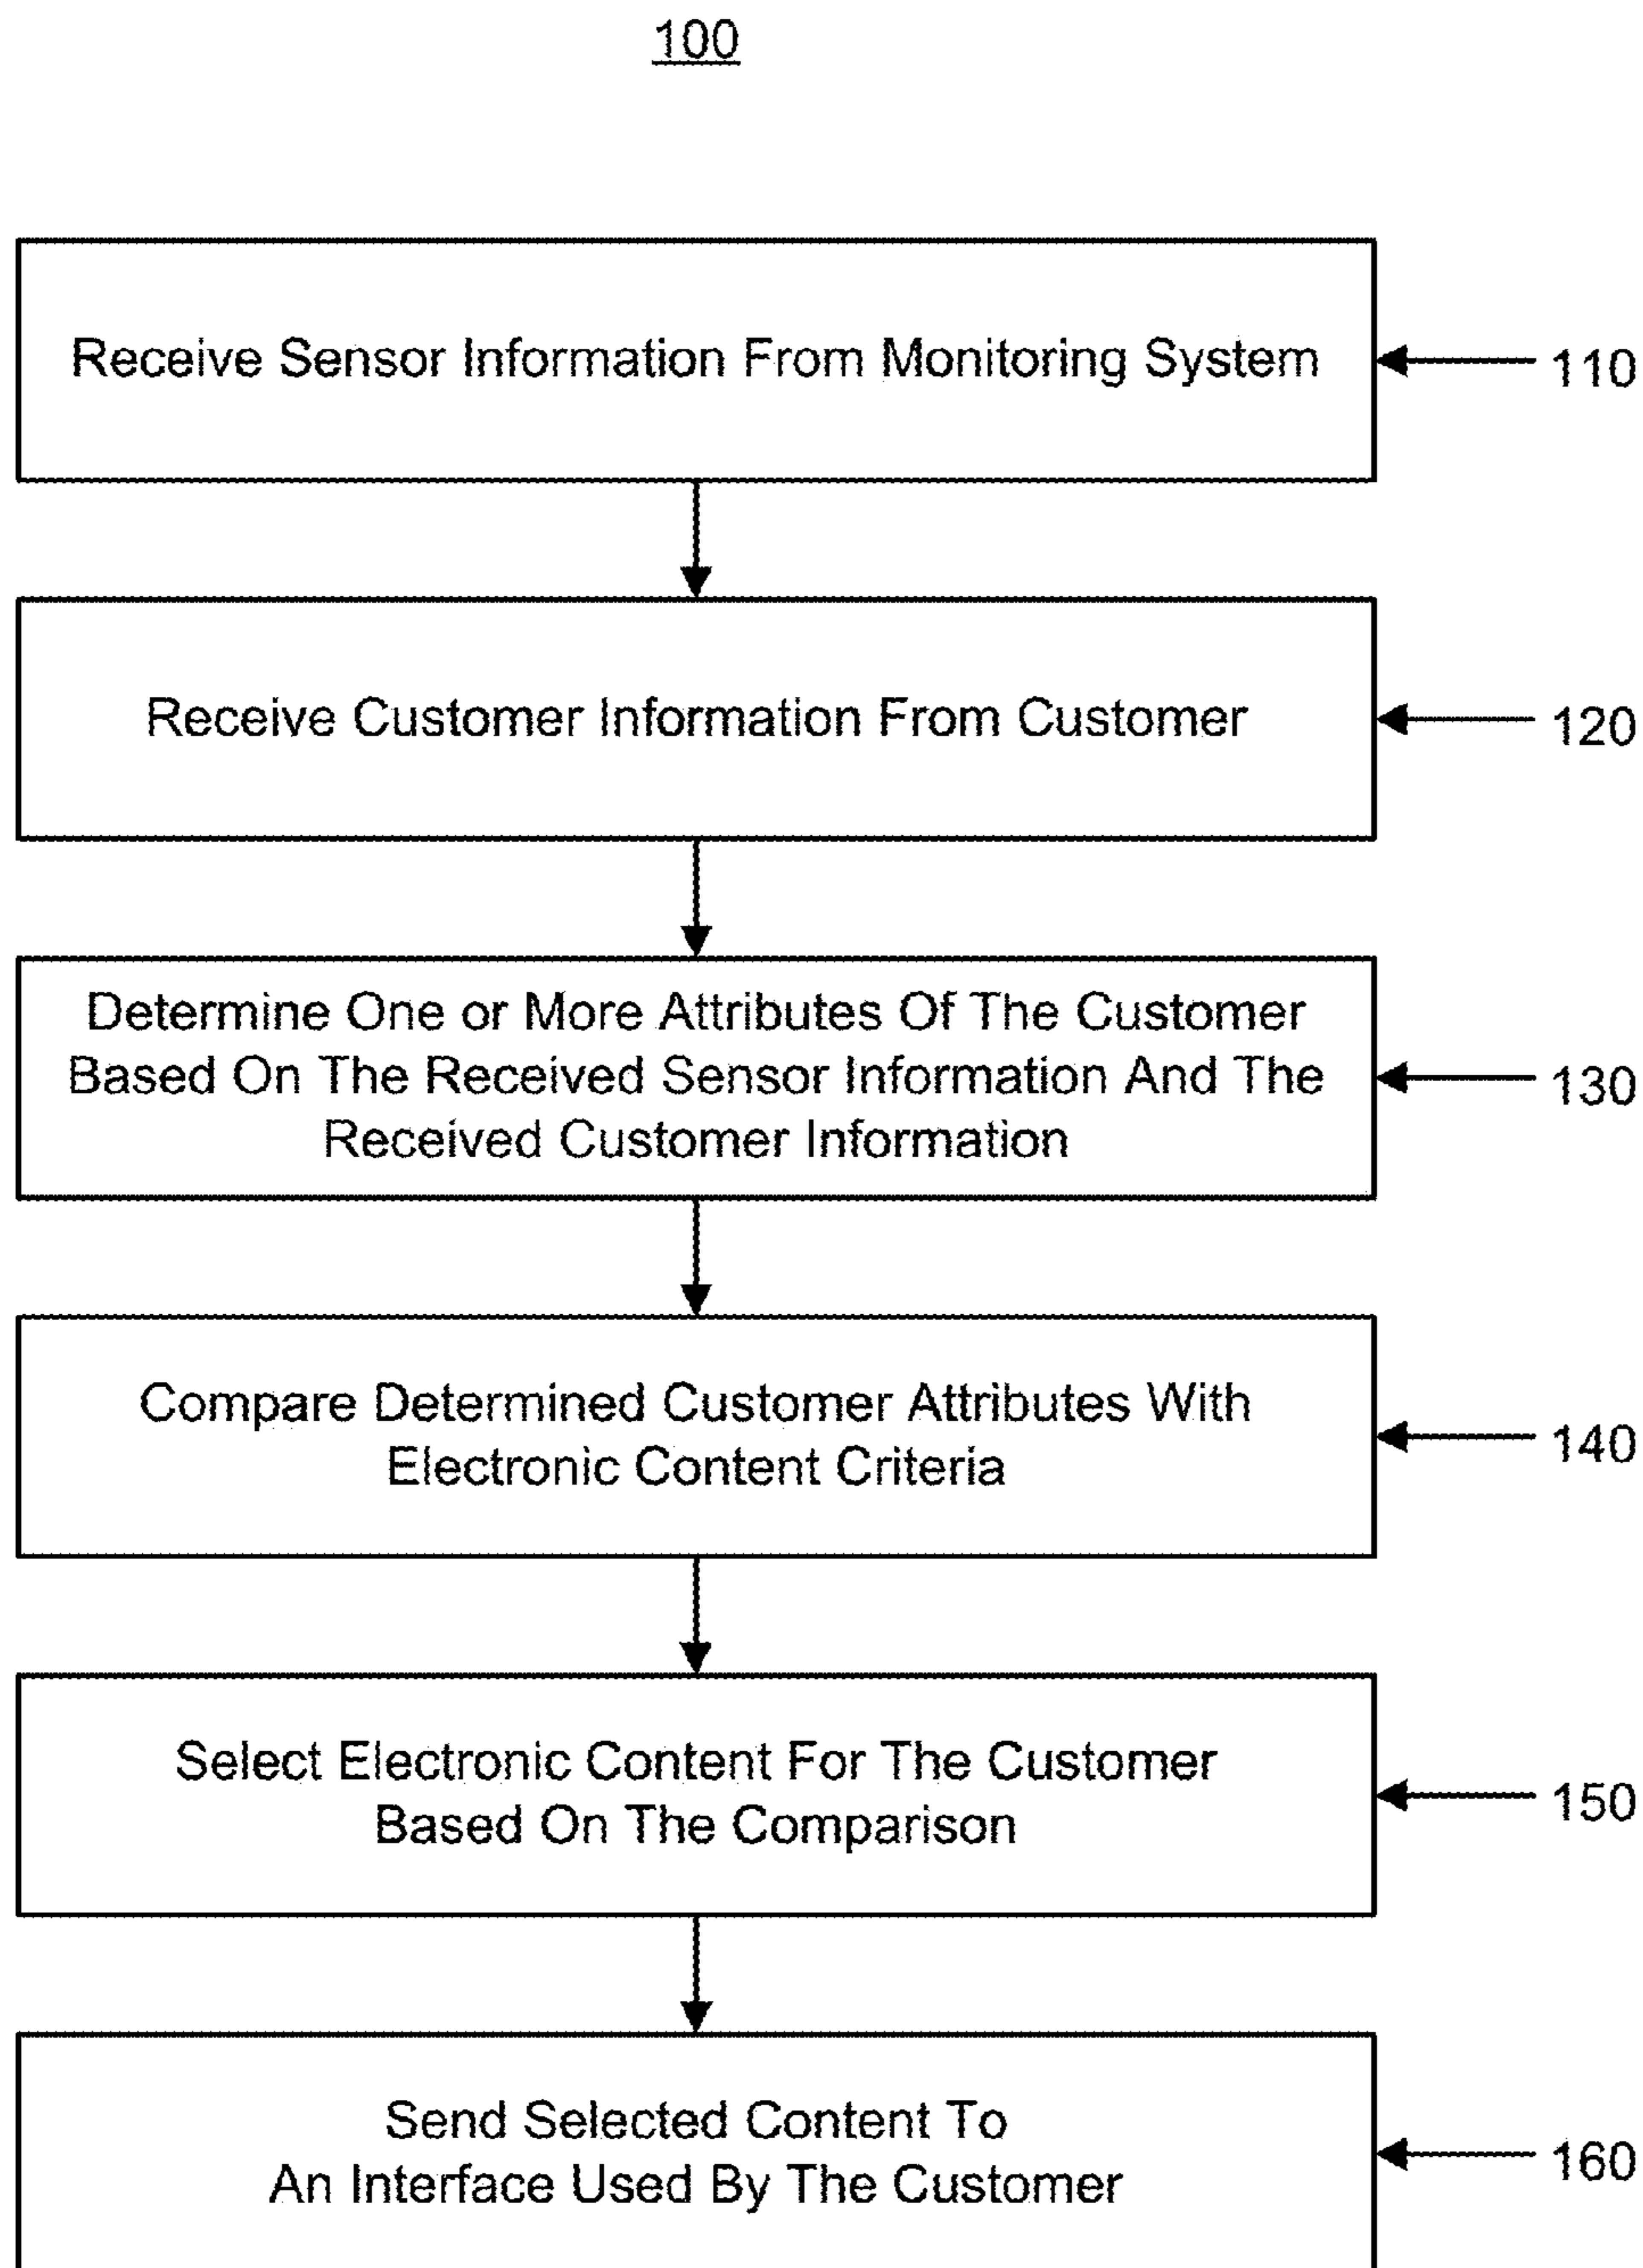 100
Receive Sensor Information From Monitoring System
110
Receive Customer Information From Customer
120
Determine One or More Attributes Of The Customer
Based On The Received Sensor Information And The
Received Customer Information
130
Compare Determined Customer Attributes With
Electronic Content Criteria
140
Select Electronic Content For The Customer
Based On The Comparison
150
Send Selected Content To
An Interface Used By The Customer
160